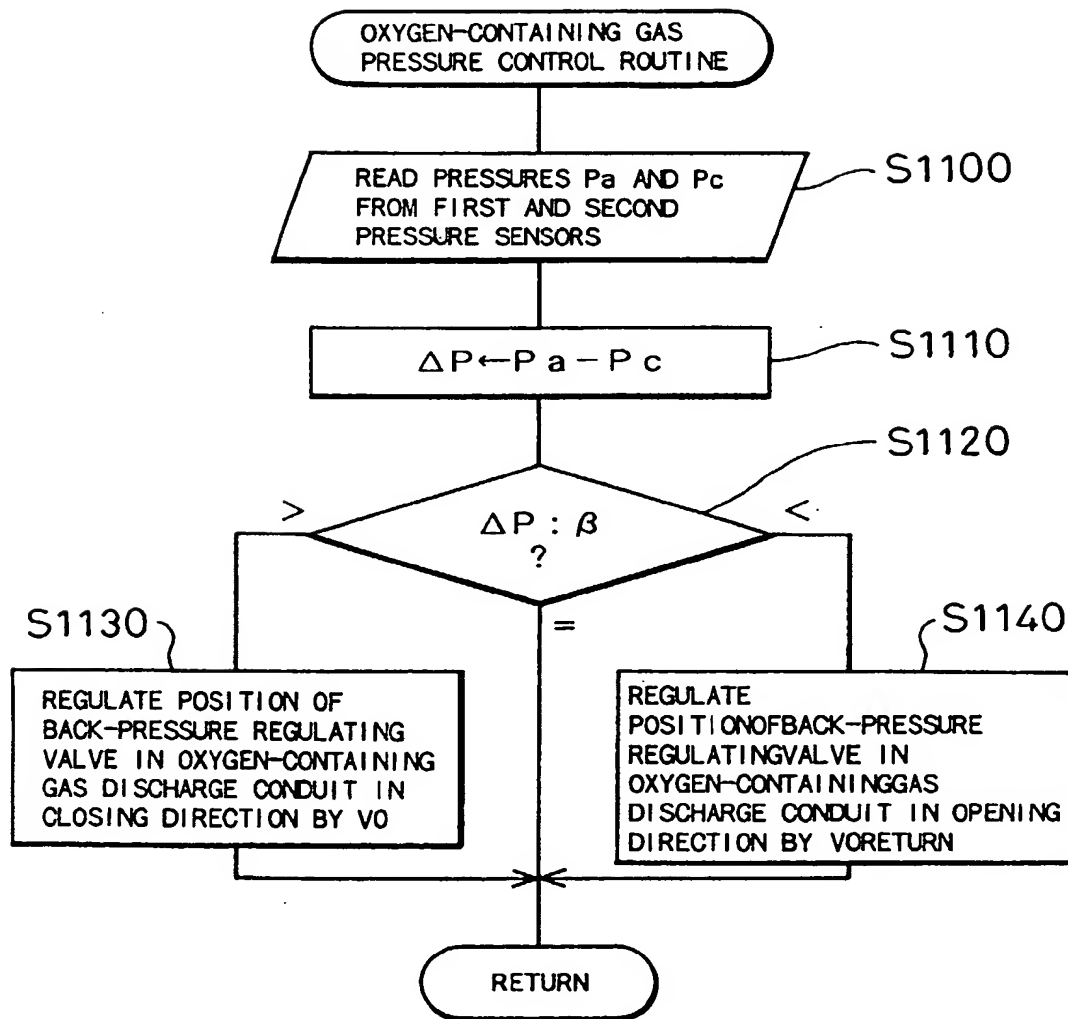 OXYGEN-CONTAINING GAS
PRESSURE CONTROL ROUTINE
READ PRESSURES Pa AND Pc
FROM FIRST AND SECOND
PRESSURE SENSORS
S1100
ΔP←Pa－Pc
S1110
S1120
>
<
ΔP : β
?
=
S1130
S1140
REGULATE POSITION OF
BACK-PRESSURE REGULATING
VALVE IN OXYGEN-CONTAINING
GAS DISCHARGE CONDUIT IN
CLOSING DIRECTION BY V0
REGULATE
POSITIONOFBACK-PRESSURE
REGULATINGVALVE IN
OXYGEN-CONTAININGGAS
DISCHARGE CONDUIT IN OPENING
DIRECTION BY V0RETURN
RETURN